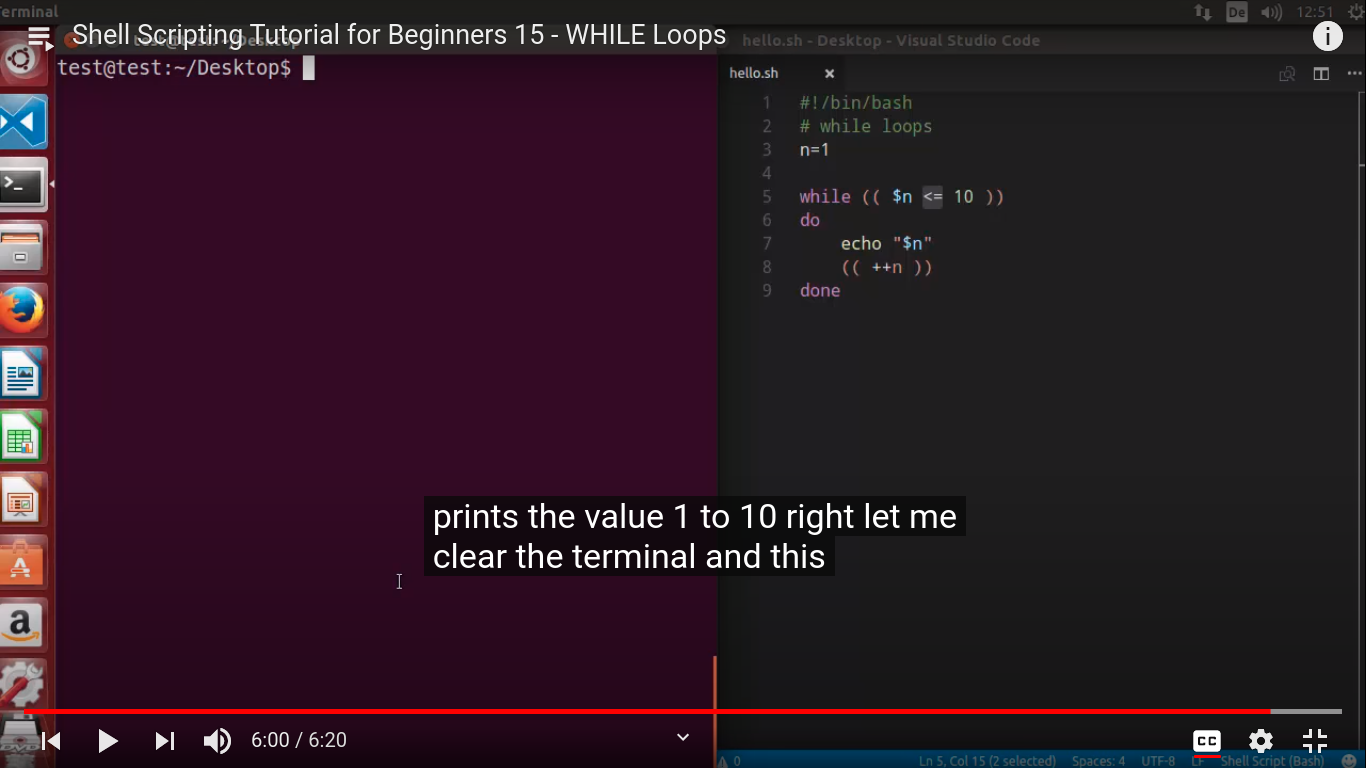 Terminal
De
12:51
Shell Scripting Tutorial for Beginners 15 - WHILE Loops
hello.sh - Desktop - Visual Studio Code
test@test:~/Desktop$
hello.sh
1 #!/bin/bash
2 # while loops
3 n=1
4
5 while (( $n <= 10 ))
6 do
7 echo "$n"
8 (( ++n ))
9 done
prints the value 1 to 10 right let me
clear the terminal and this
6:00 / 6:20
CC
0
Ln 5, Col 15 (2 selected) Spaces: 4 UTF-8 LF Shell Script (Bash)